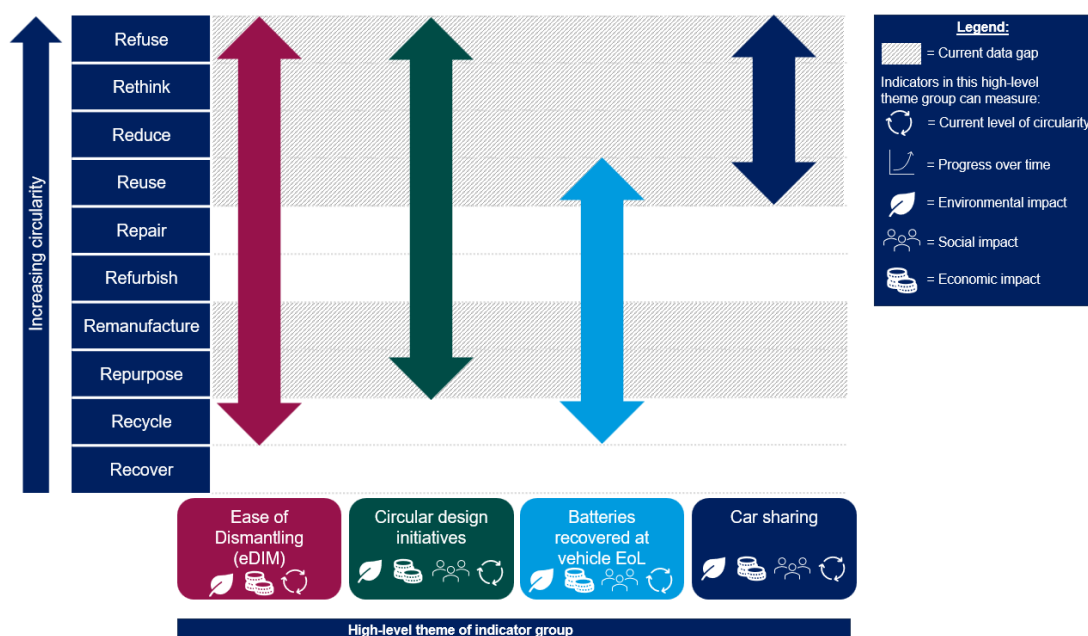 Increasing circularity
Refuse
Rethink
Reduce
Reuse
Repair
Refurbish
Remanufacture
Repurpose
Recycle
Recover
Legend:
= Current data gap
Indicators in this high-level
theme group can measure:
= Current level of circularity
= Progress over time
= Environmental impact
= Social impact
= Economic impact
Ease of
Dismantling
(eDIM)
Circular design
initiatives
Batteries
recovered at
vehicle EoL
Car sharing
High-level theme of indicator group